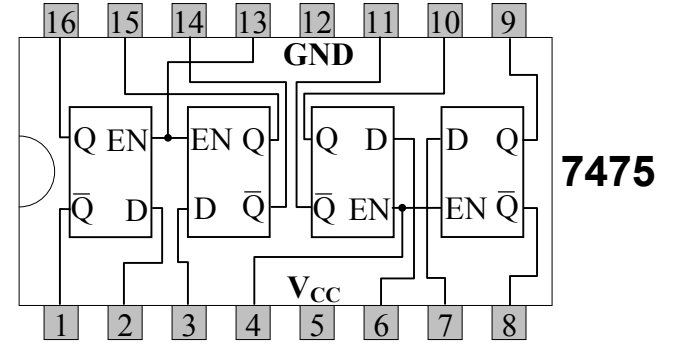 16 15 14 13 12 11 10 9
GND
Q EN EN Q Q D D Q
Q̅ D D Q̅ Q̅ EN EN Q̅
7475
V_CC
1 2 3 4 5 6 7 8